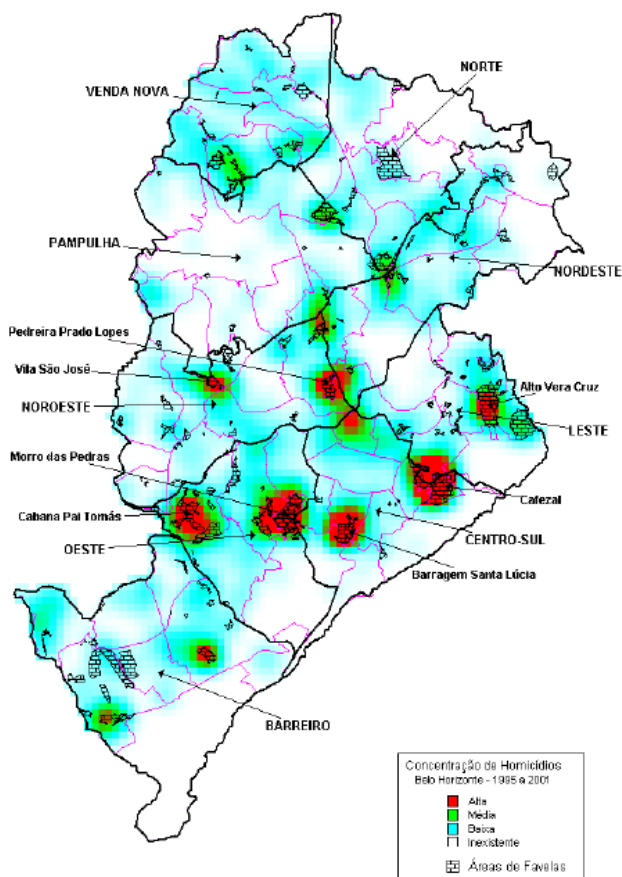 NORTE
VENDA NOVA
PAMPULHA
NORDESTE
Pedreira Prado Lopes
Vila São José
Alto Vera Cruz
NOROESTE
LESTE
Morro das Pedras
Cafezal
Cabana Pai Tomás
CENTRO-SUL
OESTE
Barragem Santa Lúcia
BARREIRO
Concentração de Homicídios
Belo Horizonte - 1995 a 2001
Alta
Média
Baixa
Inexistente
Áreas de Favelas